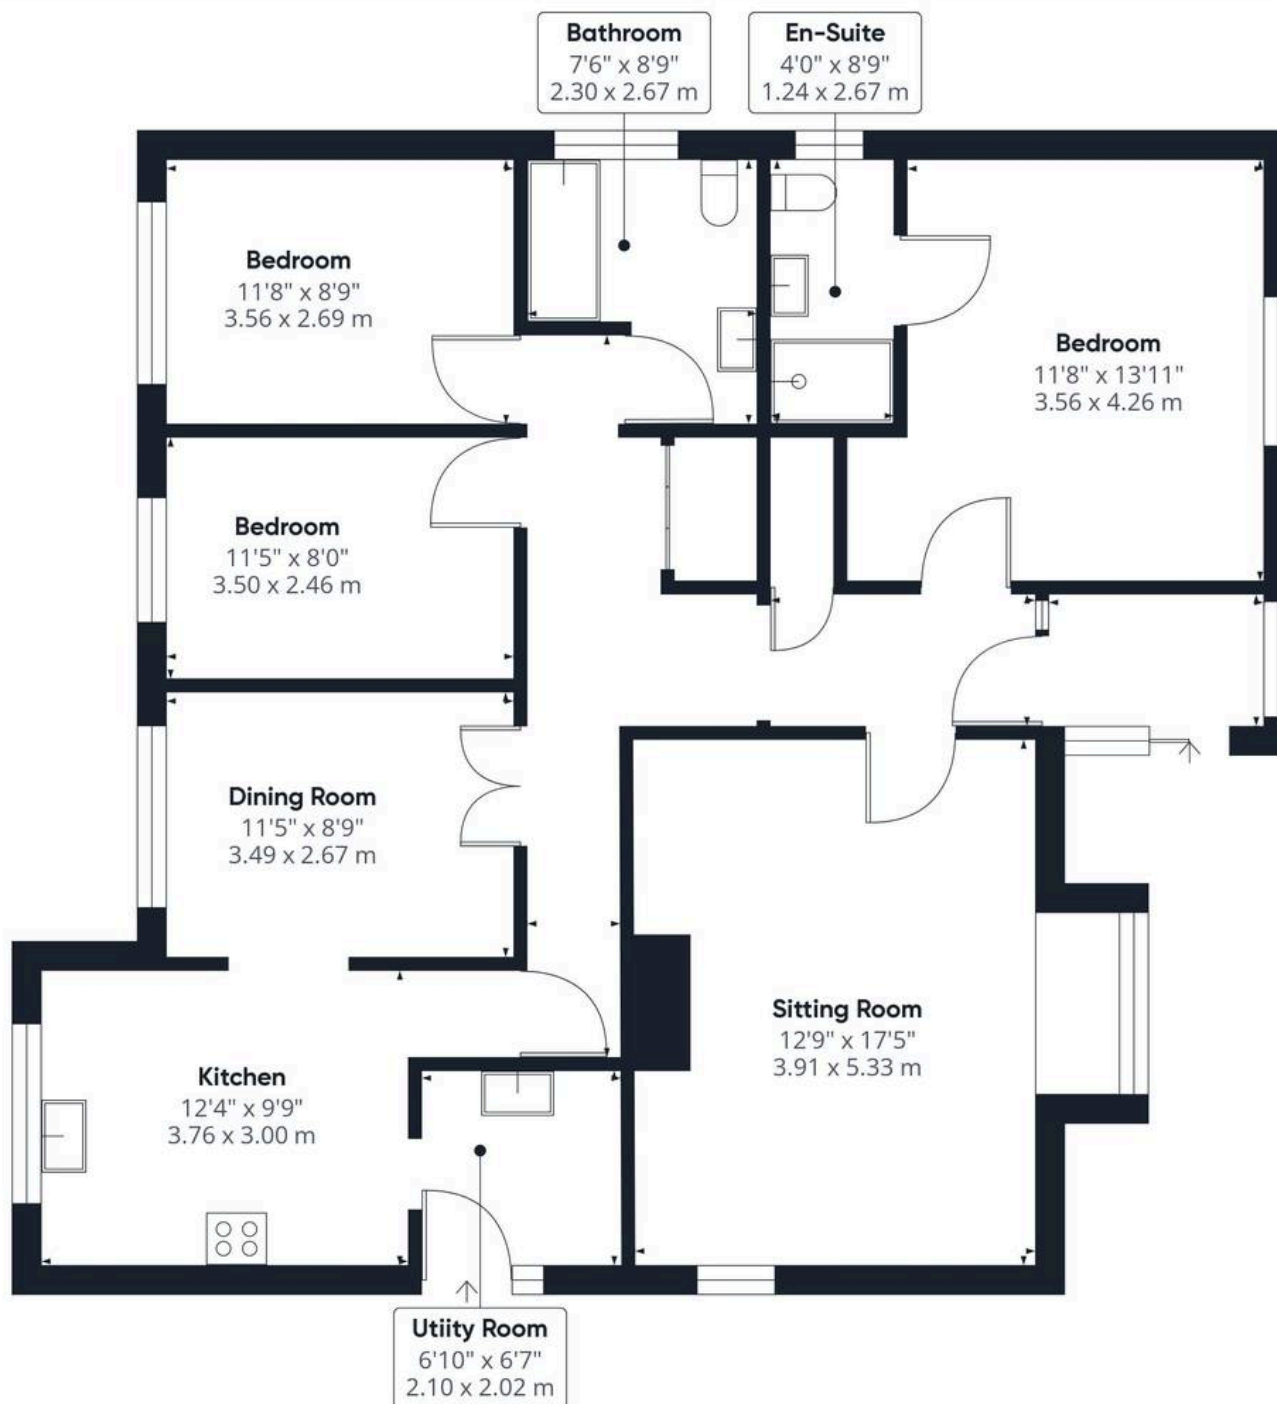 Bathroom
7'6" x 8'9"
2.30 x 2.67 m
En-Suite
4'0" x 8'9"
1.24 x 2.67 m
Bedroom
11'8" x 8'9"
3.56 x 2.69 m
Bedroom
11'8" x 13'11"
3.56 x 4.26 m
Bedroom
11'5" x 8'0"
3.50 x 2.46 m
Dining Room
11'5" x 8'9"
3.49 x 2.67 m
Sitting Room
12'9" x 17'5"
3.91 x 5.33 m
Kitchen
12'4" x 9'9"
3.76 x 3.00 m
Utiity Room
6'10" x 6'7"
2.10 x 2.02 m